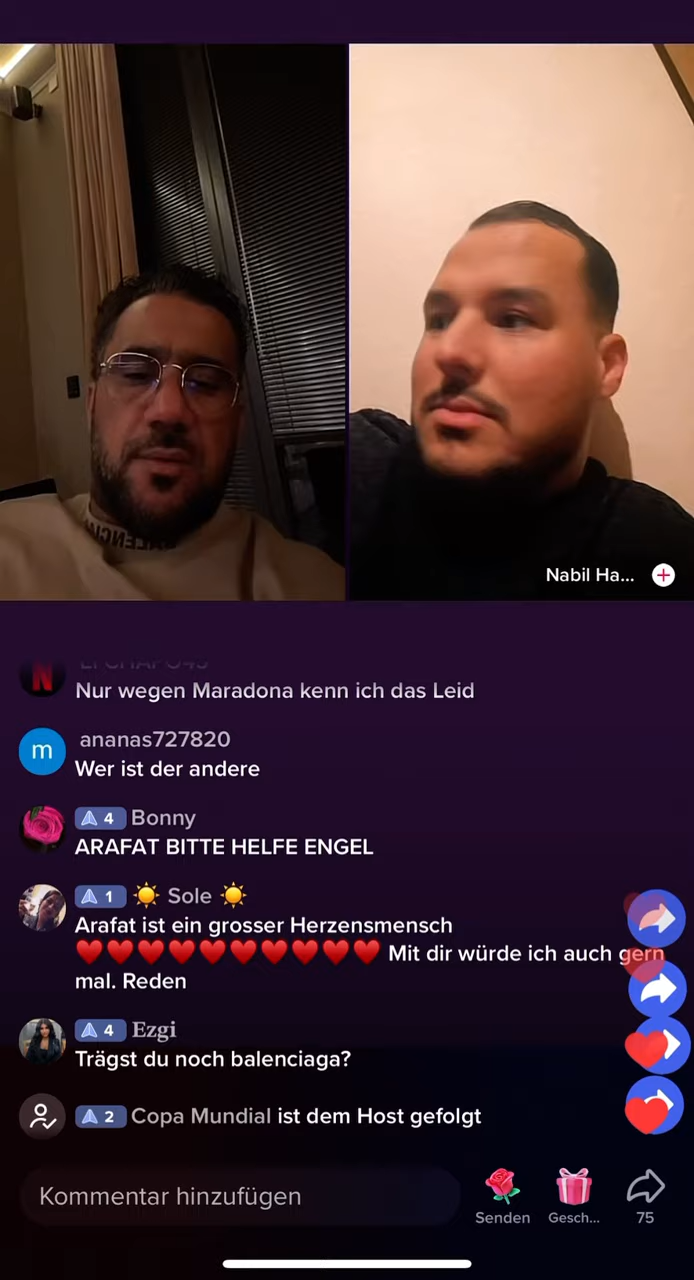 Nabil Ha...
Nur wegen Maradona kenn ich das Leid
m
ananas727820
Wer ist der andere
4 Bonny
ARAFAT BITTE HELFE ENGEL
1 ☀️ Sole ☀️
Arafat ist ein grosser Herzensmensch
❤️❤️❤️❤️❤️❤️❤️❤️❤️❤️ Mit dir würde ich auch gern
mal. Reden
4 Ezgi
Trägst du noch balenciaga?
2 Copa Mundial ist dem Host gefolgt
Kommentar hinzufügen
Senden
Gesch...
75